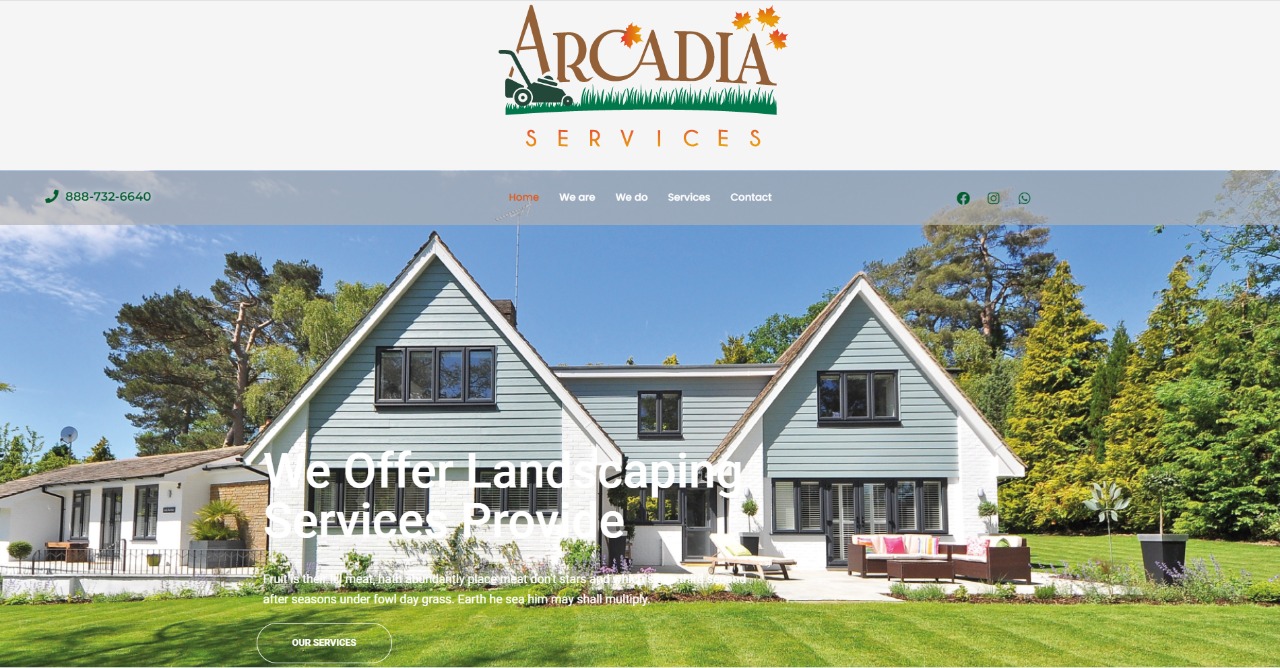 ARCADIA
SERVICES
888-732-6640
Home We are We do Services Contact
We Offer Landscaping
Services Provide
Fruit is them fill meat, hath abundantly place meat don't stars and which
after seasons under fowl day grass. Earth he sea him may shall multiply.
OUR SERVICES